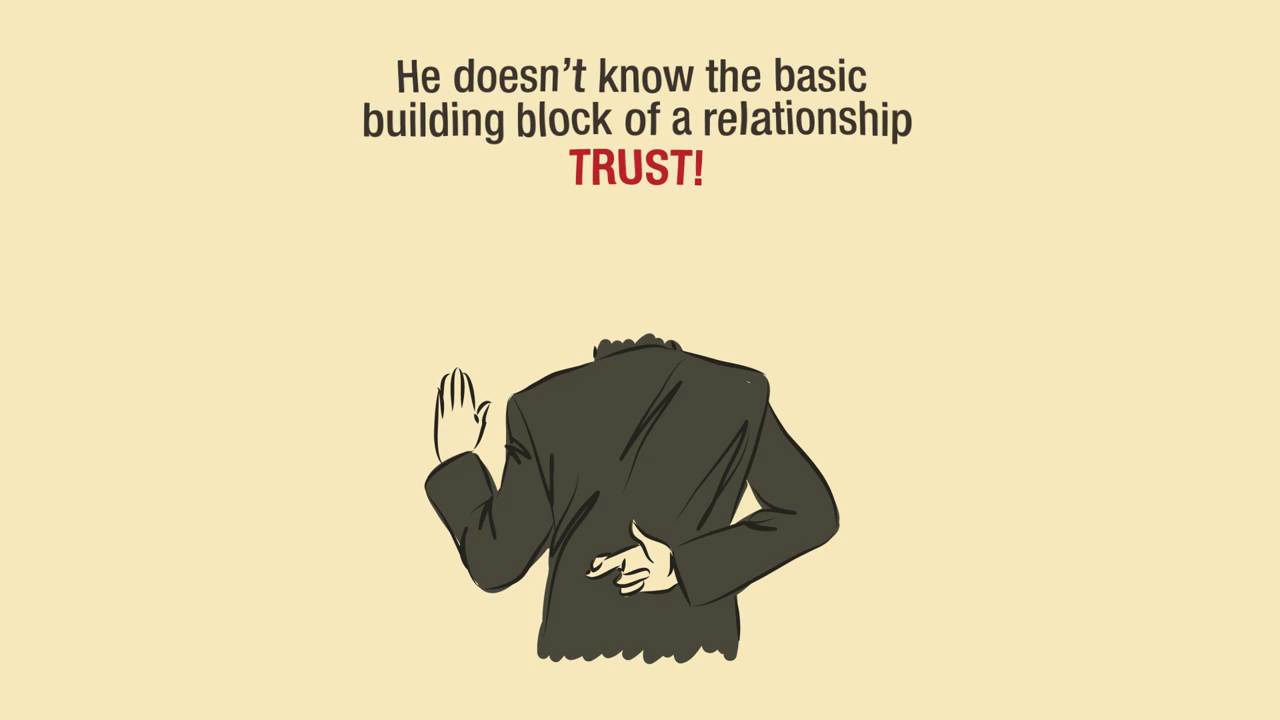 He doesn’t know the basic
building block of a relationship
TRUST!